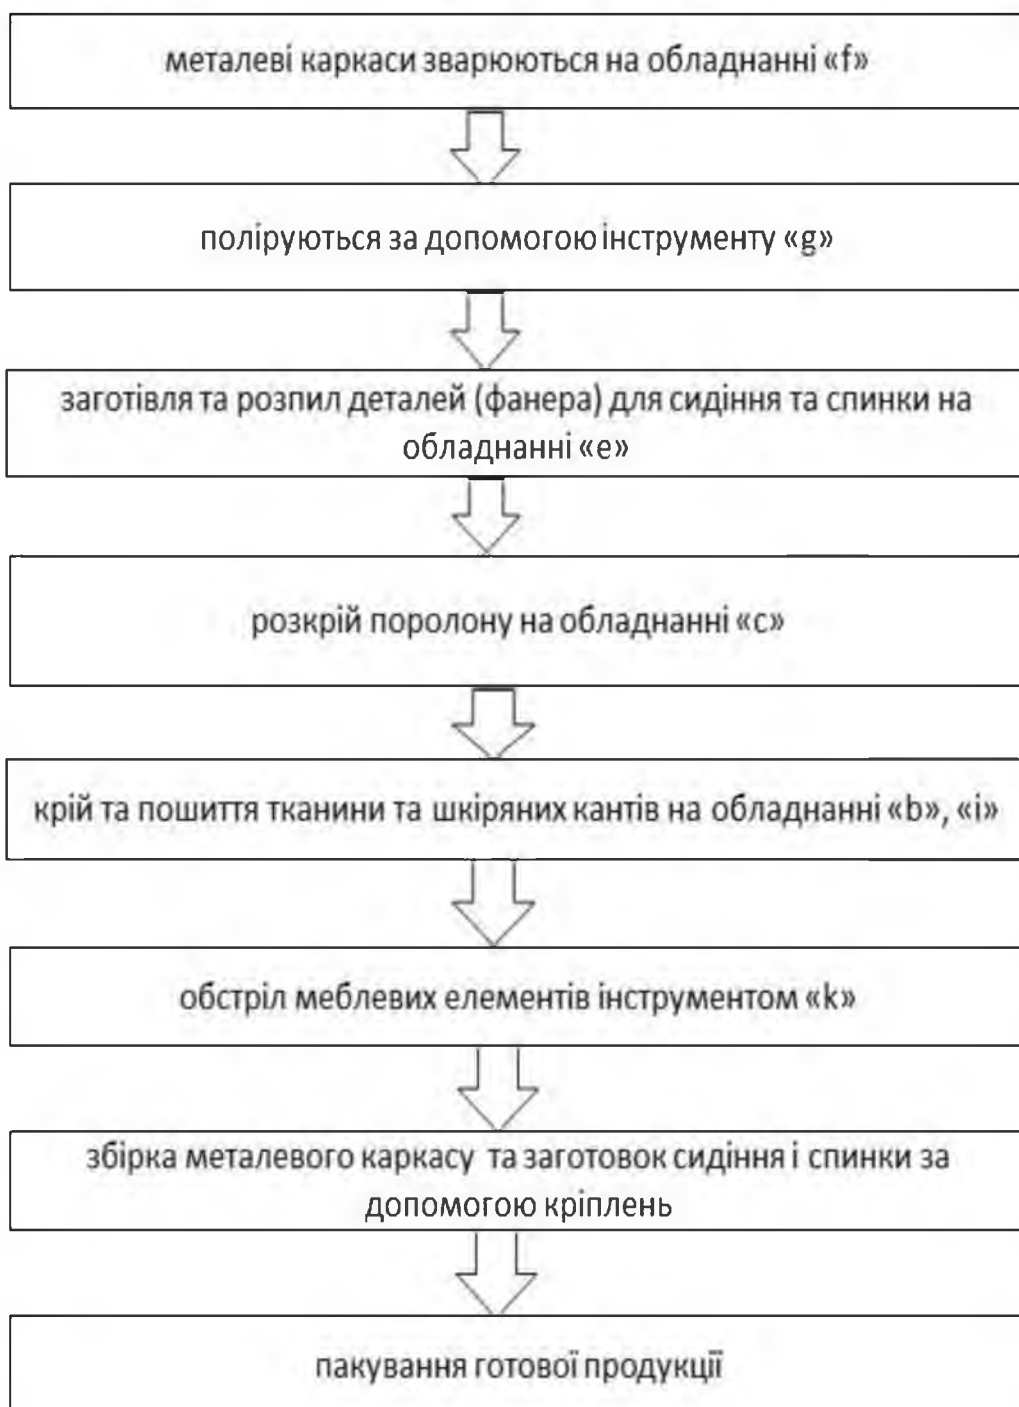 металеві каркаси зварюються на обладнанні «f»
поліруються за допомогою інструменту «g»
заготівля та розпил деталей (фанера) для сидіння та спинки на
обладнанні «e»
розкрій поролону на обладнанні «c»
крій та пошиття тканини та шкіряних кантів на обладнанні «b», «i»
обстріл меблевих елементів інструментом «k»
збірка металевого каркасу та заготовок сидіння і спинки за
допомогою кріплень
пакування готової продукції